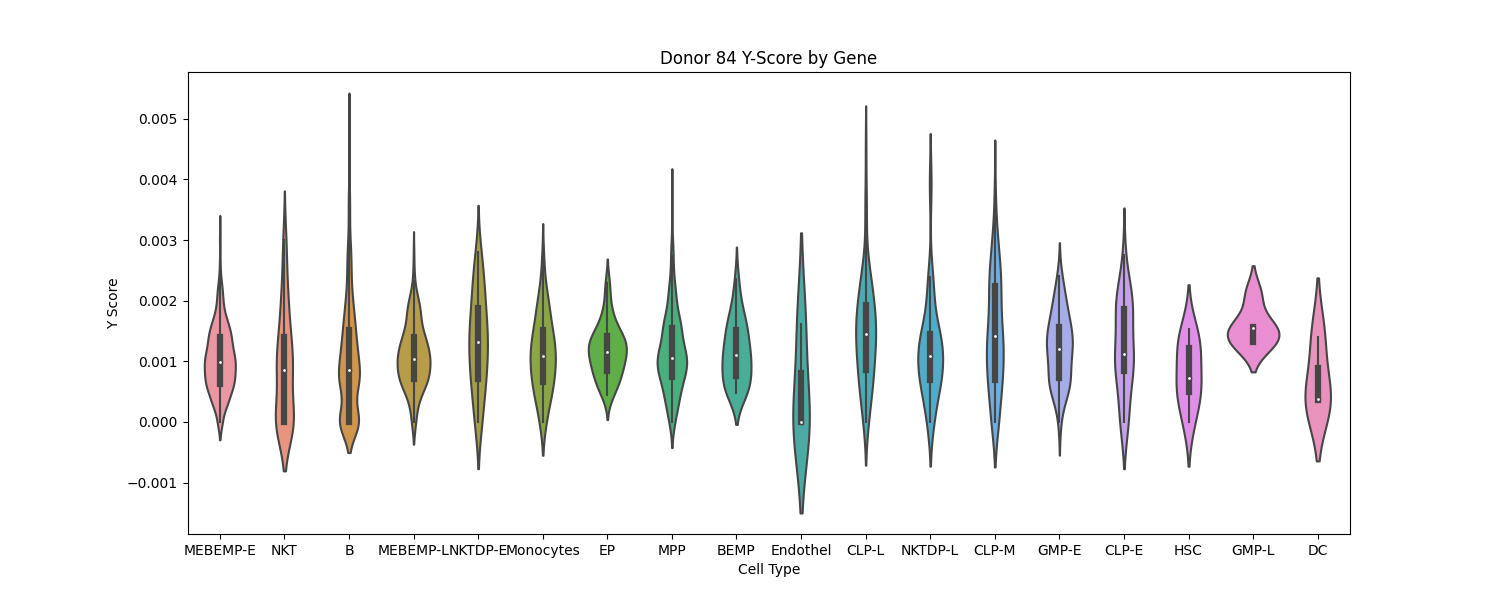 Donor 84 Y-Score by Gene
Y Score
0.005
0.004
0.003
0.002
0.001
0.000
−0.001
MEBEMP-E NKT B MEBEMP-L NKTDP-E Monocytes EP MPP BEMP Endothel CLP-L NKTDP-L CLP-M GMP-E CLP-E HSC GMP-L DC
Cell Type